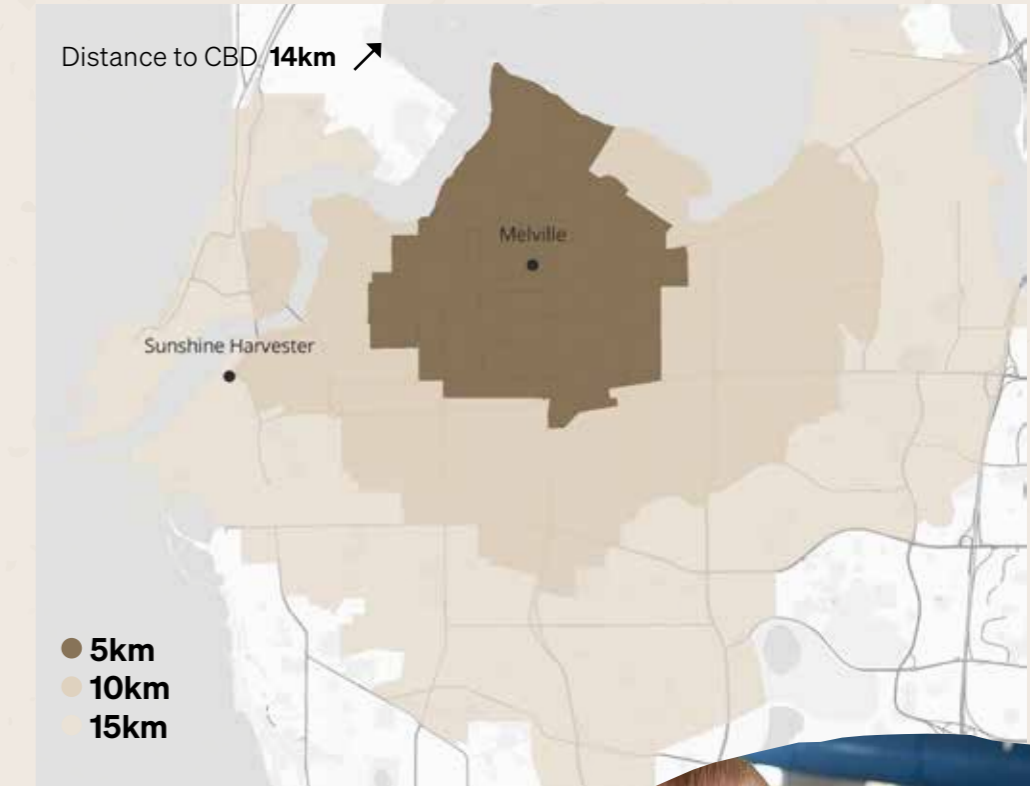 Distance to CBD 14km
Melville
Sunshine Harvester
5km
10km
15km